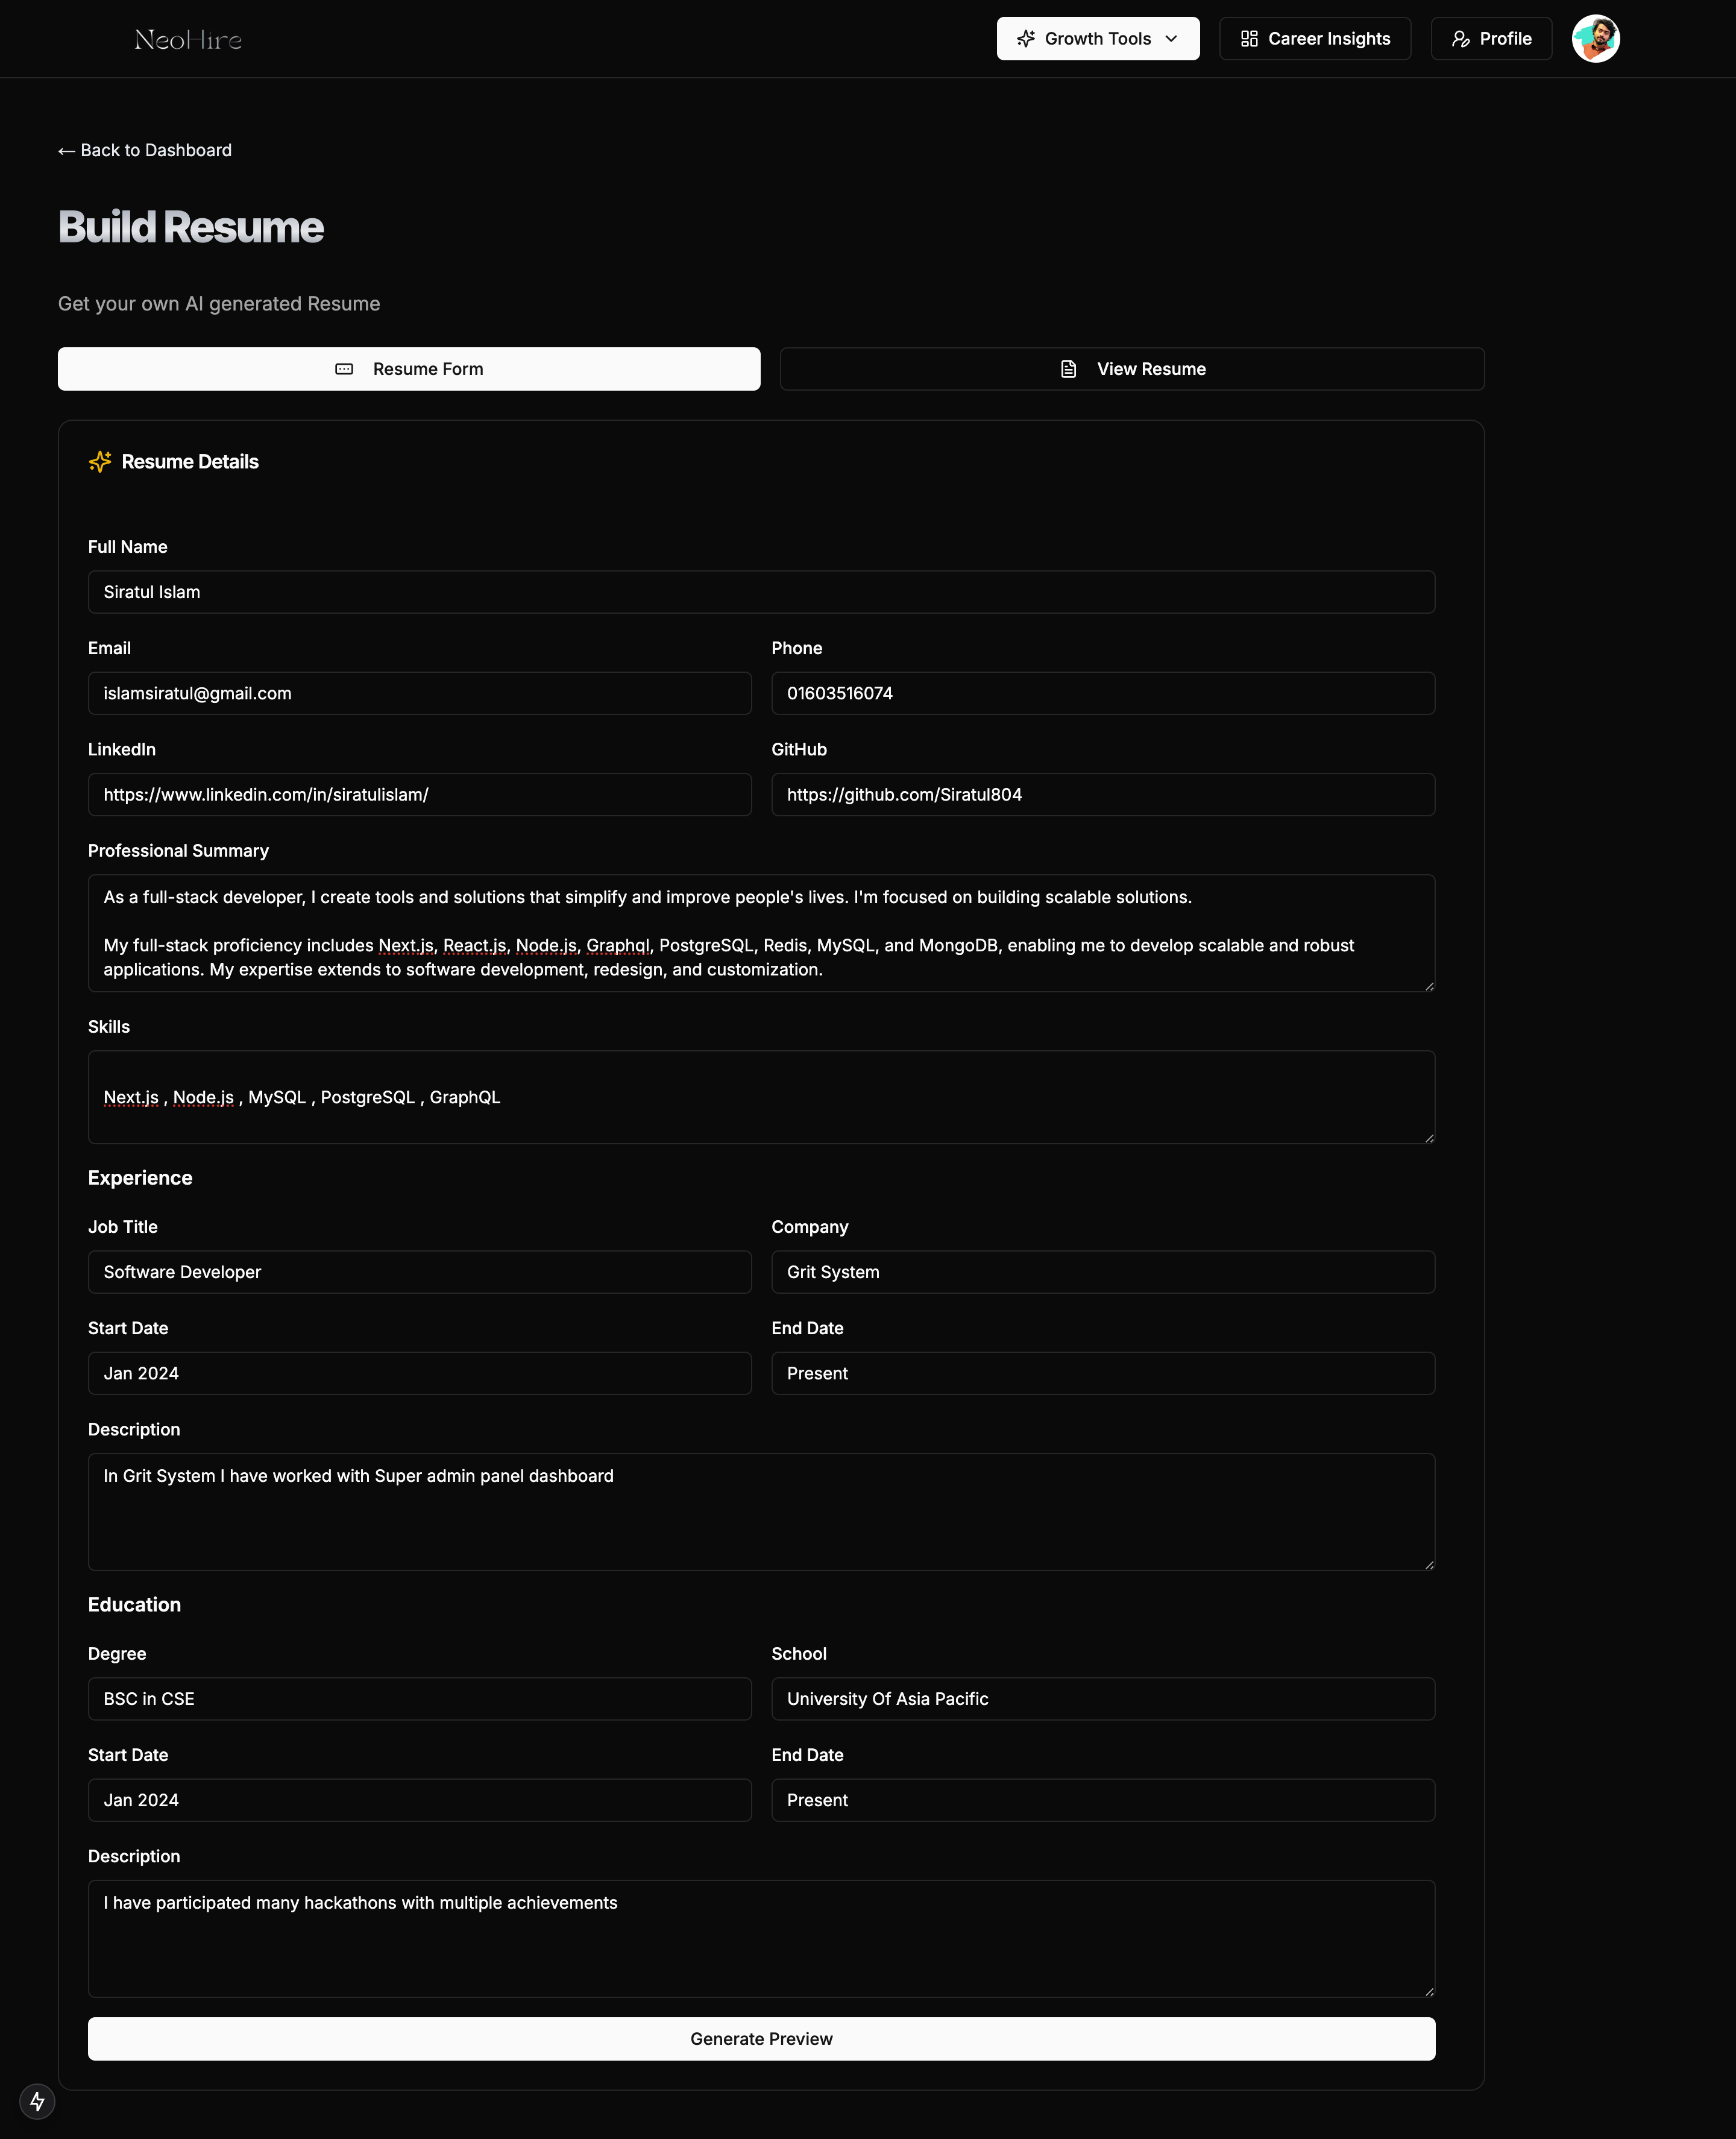 NeoHire
Growth Tools
Career Insights
Profile
← Back to Dashboard
Build Resume
Get your own AI generated Resume
Resume Form
View Resume
Resume Details
Full Name
Siratul Islam
Email
Phone
islamsiratul@gmail.com
01603516074
LinkedIn
GitHub
https://www.linkedin.com/in/siratulislam/
https://github.com/Siratul804
Professional Summary
As a full-stack developer, I create tools and solutions that simplify and improve people's lives. I'm focused on building scalable solutions.
My full-stack proficiency includes Next.js, React.js, Node.js, Graphql, PostgreSQL, Redis, MySQL, and MongoDB, enabling me to develop scalable and robust
applications. My expertise extends to software development, redesign, and customization.
Skills
Next.js , Node.js , MySQL , PostgreSQL , GraphQL
Experience
Job Title
Company
Software Developer
Grit System
Start Date
End Date
Jan 2024
Present
Description
In Grit System I have worked with Super admin panel dashboard
Education
Degree
School
BSC in CSE
University Of Asia Pacific
Start Date
End Date
Jan 2024
Present
Description
I have participated many hackathons with multiple achievements
Generate Preview